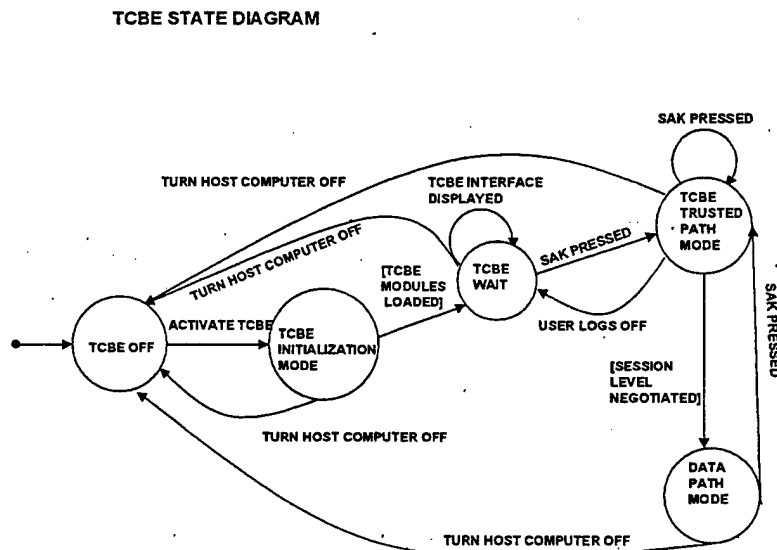 TCBE STATE DIAGRAM
SAK PRESSED
TURN HOST COMPUTER OFF
TCBE INTERFACE
DISPLAYED
TCBE
TRUSTED
PATH
MODE
TURN HOST COMPUTER OFF
[TCBE
MODULES
LOADED]
TCBE
WAIT
SAK PRESSED
USER LOGS OFF
SAK PRESSED
TCBE OFF
ACTIVATE TCBE
TCBE
INITIALIZATION
MODE
[SESSION
LEVEL
NEGOTIATED]
TURN HOST COMPUTER OFF
DATA
PATH
MODE
TURN HOST COMPUTER OFF